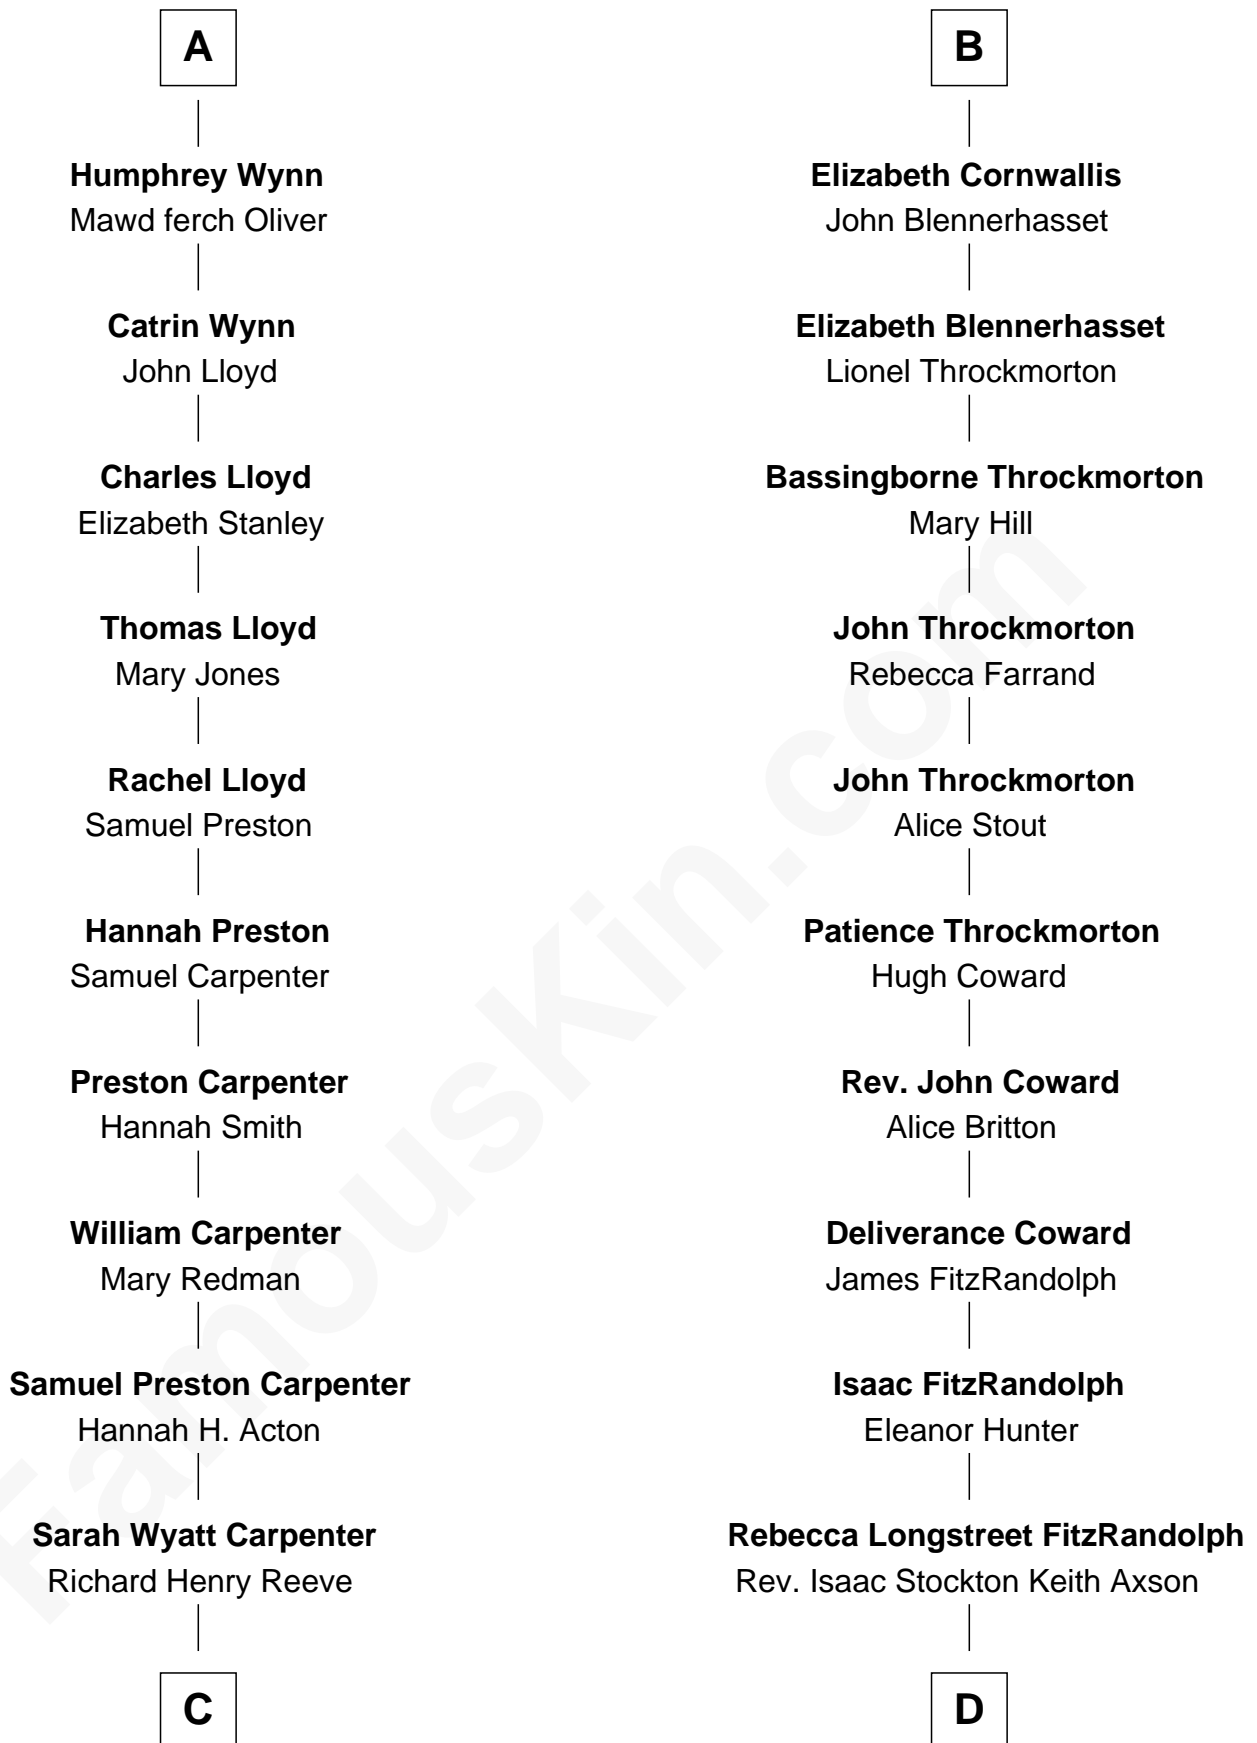 A
Humphrey Wynn
Mawd ferch Oliver
Catrin Wynn
John Lloyd
Charles Lloyd
Elizabeth Stanley
Thomas Lloyd
Mary Jones
Rachel Lloyd
Samuel Preston
Hannah Preston
Samuel Carpenter
Preston Carpenter
Hannah Smith
William Carpenter
Mary Redman
Samuel Preston Carpenter
Hannah H. Acton
Sarah Wyatt Carpenter
Richard Henry Reeve
C
B
Elizabeth Cornwallis
John Blennerhasset
Elizabeth Blennerhasset
Lionel Throckmorton
Bassingborne Throckmorton
Mary Hill
John Throckmorton
Rebecca Farrand
John Throckmorton
Alice Stout
Patience Throckmorton
Hugh Coward
Rev. John Coward
Alice Britton
Deliverance Coward
James FitzRandolph
Isaac FitzRandolph
Eleanor Hunter
Rebecca Longstreet FitzRandolph
Rev. Isaac Stockton Keith Axson
D
FamousKin.com